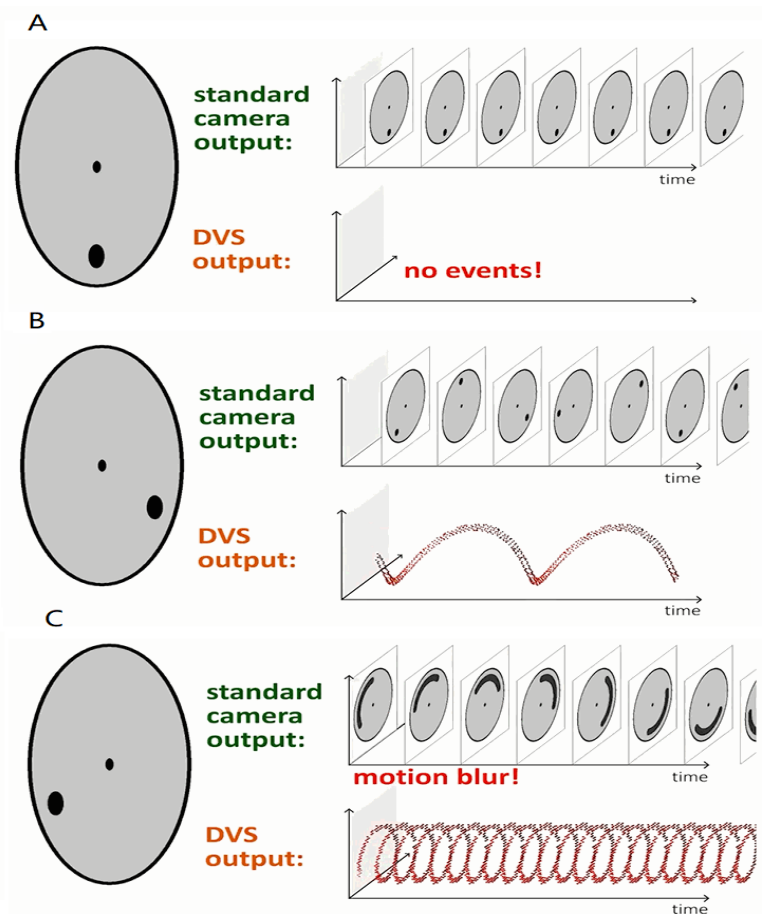 A
standard
camera
output:
time
DVS
output:
no events!
B
standard
camera
output:
time
DVS
output:
time
C
standard
camera
output:
motion blur!
time
DVS
output:
time